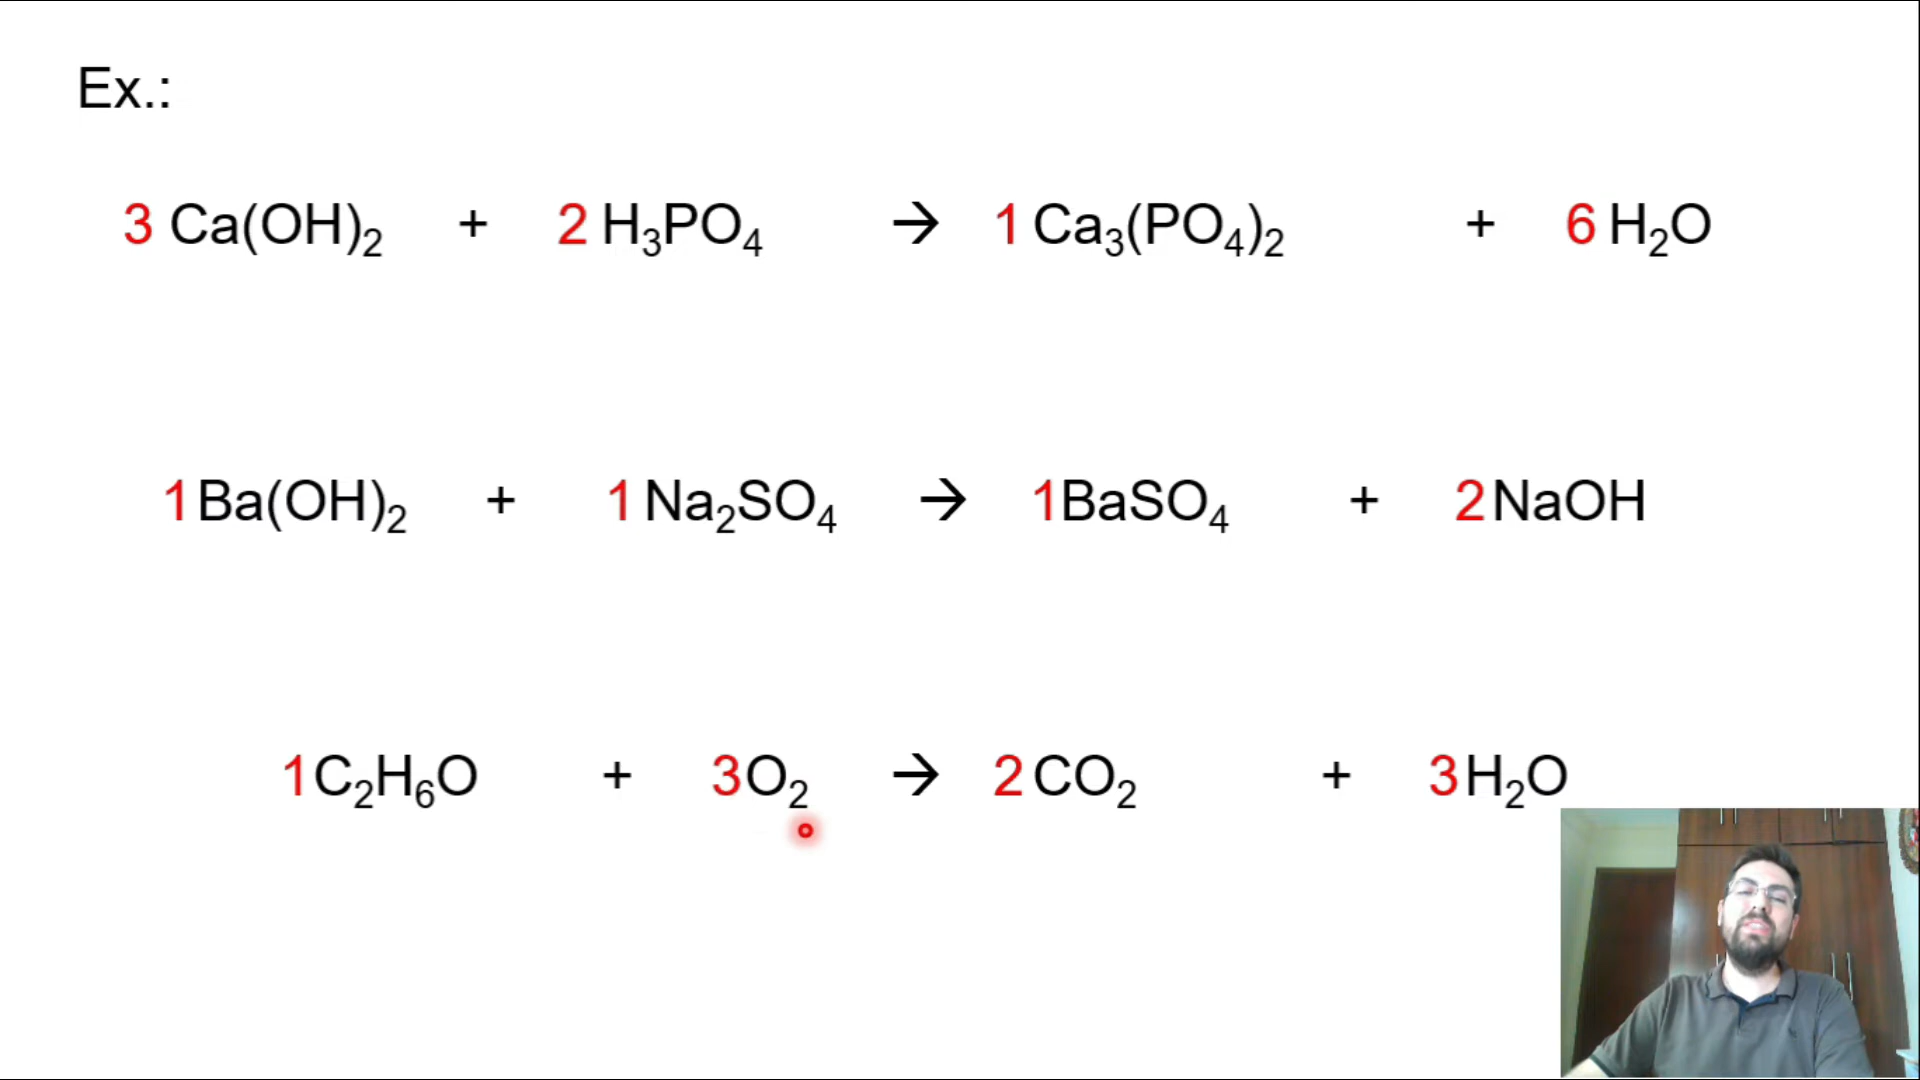 Ex.:
3 Ca(OH)₂ + 2 H₃PO₄ → 1 Ca₃(PO₄)₂ + 6 H₂O
1 Ba(OH)₂ + 1 Na₂SO₄ → 1 BaSO₄ + 2 NaOH
1 C₂H₆O + 3 O₂ → 2 CO₂ + 3 H₂O